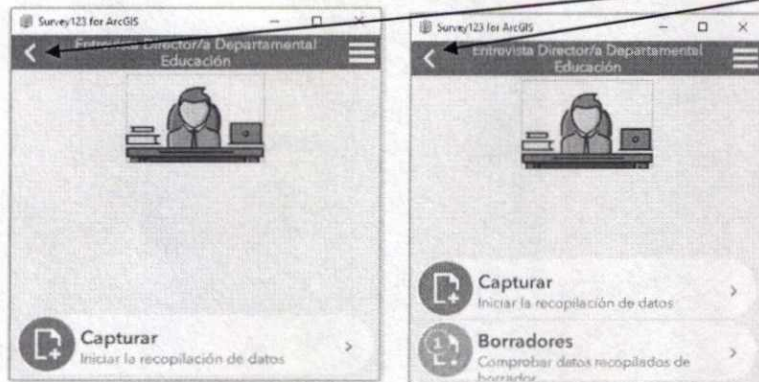 Survey123 for ArcGIS
Entrevista Director/a Departamental
Educación
Capturar
Iniciar la recopilación de datos
Survey123 for ArcGIS
Entrevista Director/a Departamental
Educación
Capturar
Iniciar la recopilación de datos
1
Borradores
Comprobar datos recopilados de
borrador